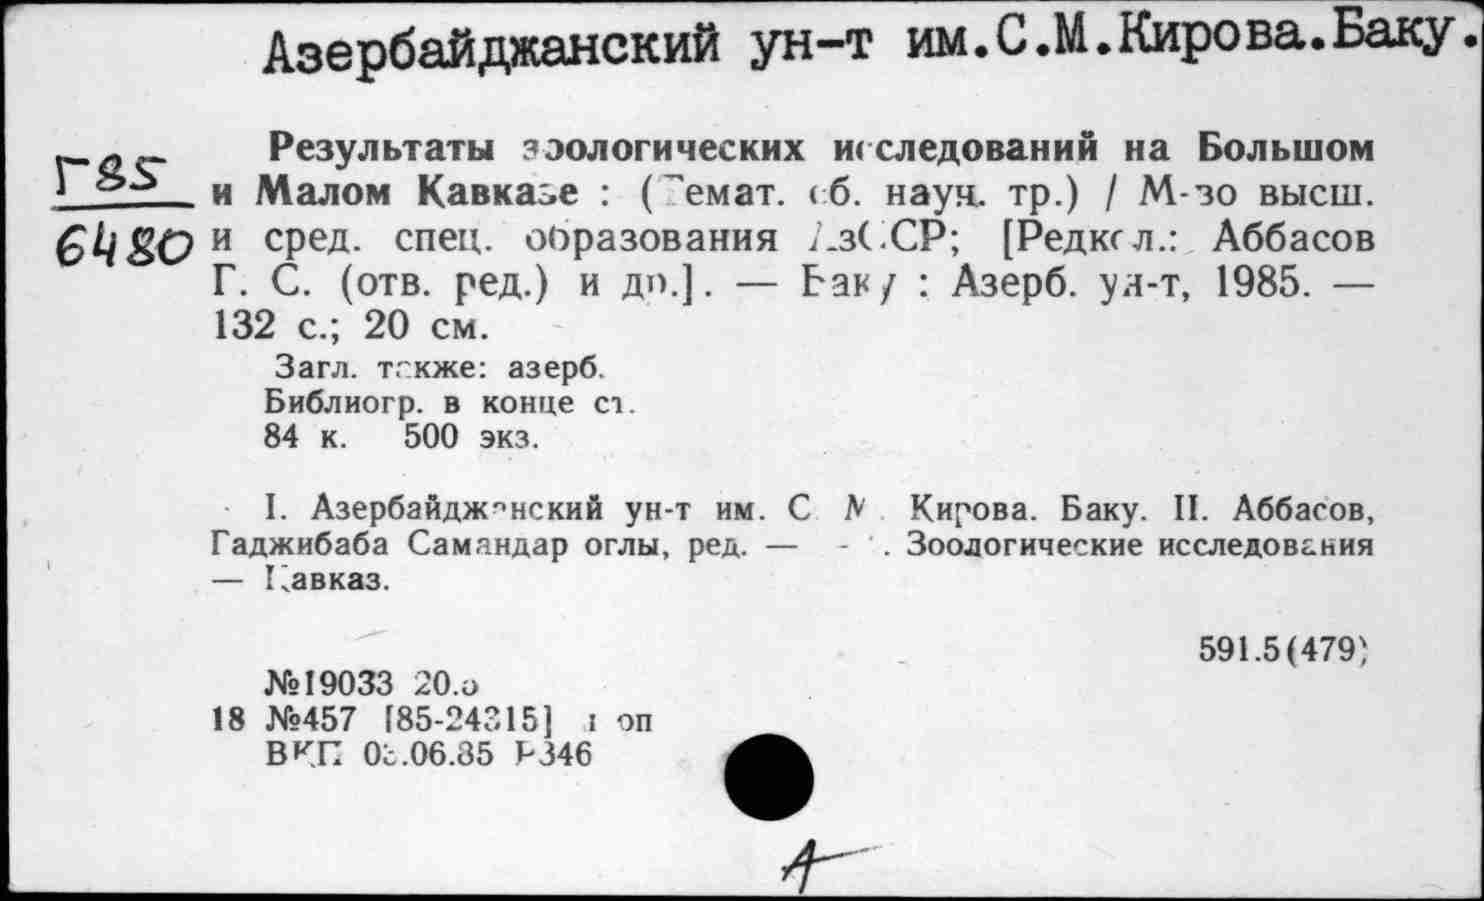 Азербайджанский ун-т им.С.М.Кирова.Баку.
Г85
6480
Результаты зоологических исследований на Большом
и Малом Кавказе : (Темат. сб. науч. тр.) / М-во высш.
и сред. спец. образования АзССР; [Редкол.: Аббасов
Г. С. (отв. ред.) и др.]. — Баку : Азерб. ун-т, 1985. —
132 с.; 20 см.
Загл. также: азерб.
Библиогр. в конце ст.
84 к. 500 экз.
I. Азербайджанский ун-т им. С. М. Кирова. Баку. II. Аббасов,
Гаджибаба Самандар оглы, ред. — . Зоологические исследования
— Кавказ.
591.5(479)
№19033
18 №457 [85-24315] оп
ВКП .06.85